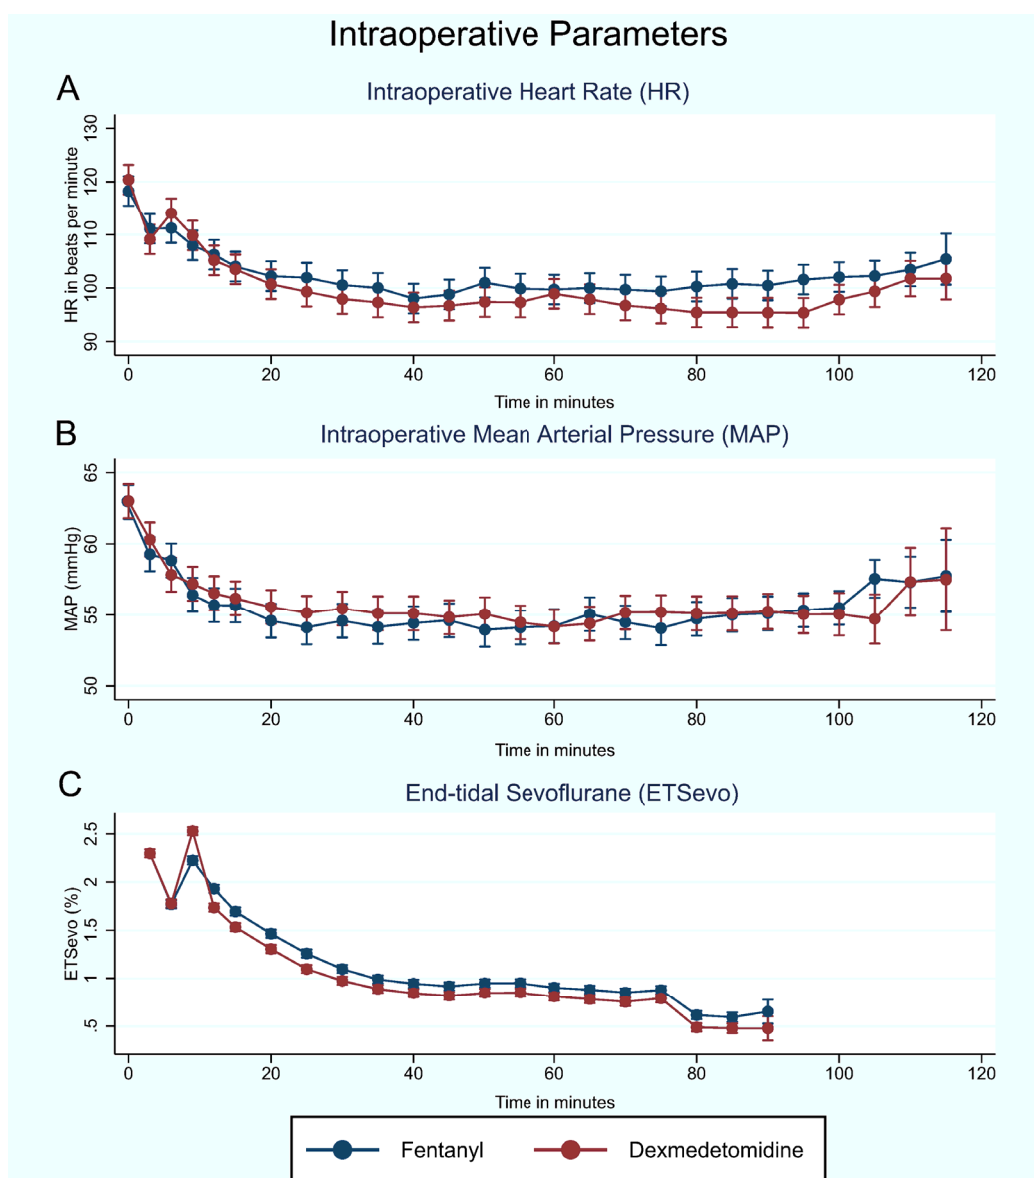 Intraoperative Parameters
A
Intraoperative Heart Rate (HR)
HR in beats per minute
130
120
110
100
90
0 20 40 60 80 100 120
Time in minutes
B
Intraoperative Mean Arterial Pressure (MAP)
MAP (mmHg)
65
60
55
50
0 20 40 60 80 100 120
Time in minutes
C
End-tidal Sevoflurane (ETSevo)
ETSevo (%)
2.5
2
1.5
1
.5
0 20 40 60 80 100 120
Time in minutes
Fentanyl Dexmedetomidine